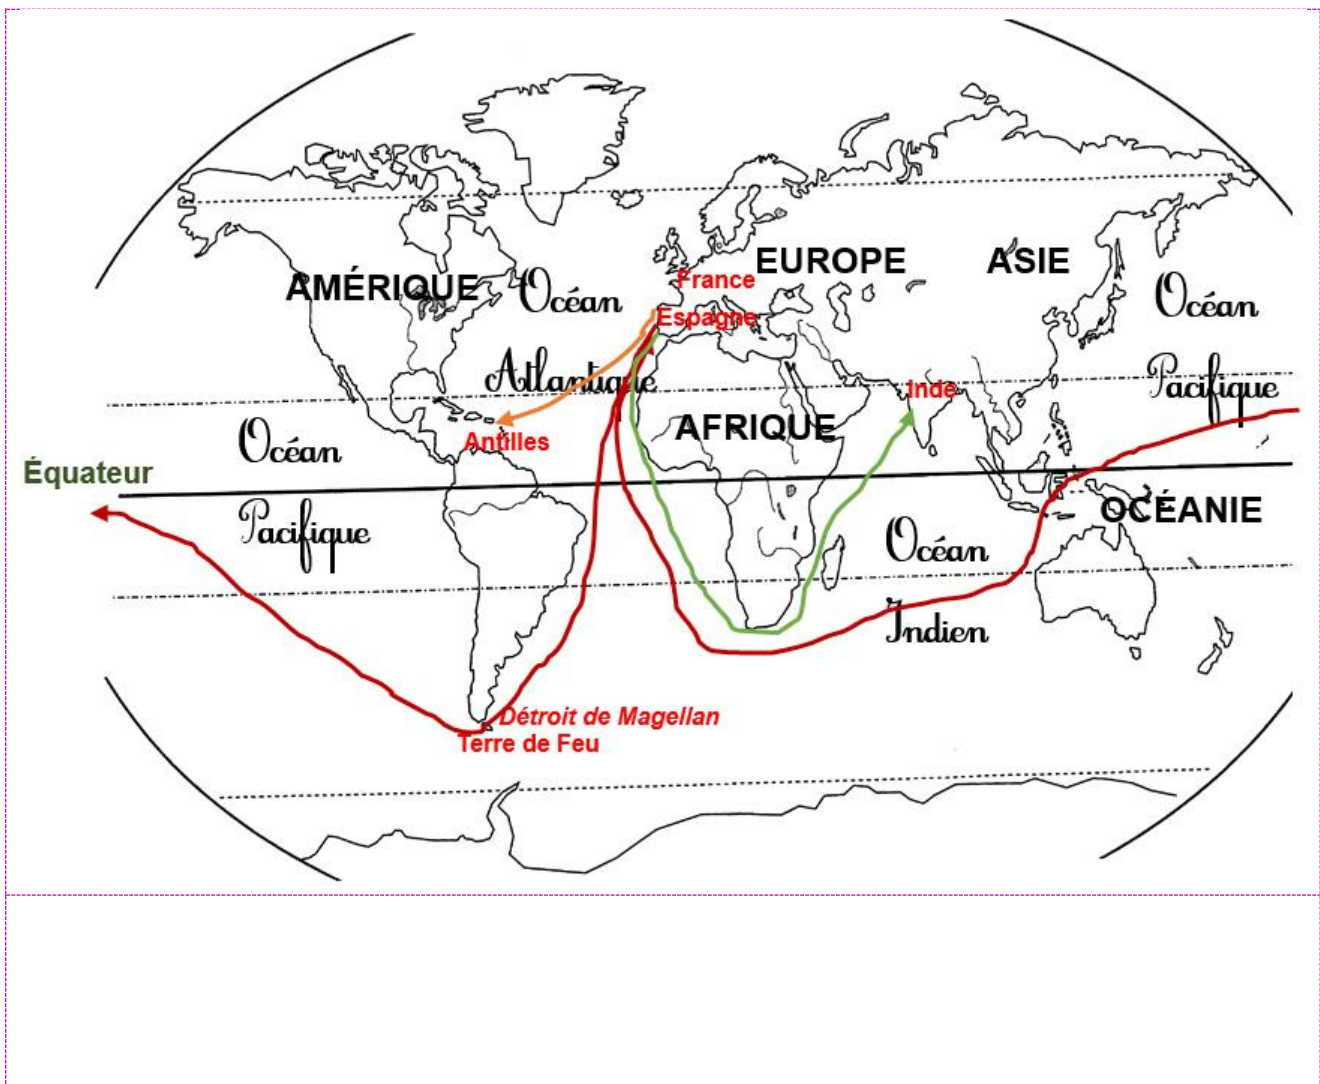 EUROPE
ASIE
France
AMÉRIQUE
Océan
Océan
Espagne
Atlantique
Pacifique
Inde
AFRIQUE
Océan
Antilles
Équateur
OCÉANIE
Pacifique
Océan
Indien
Détroit de Magellan
Terre de Feu